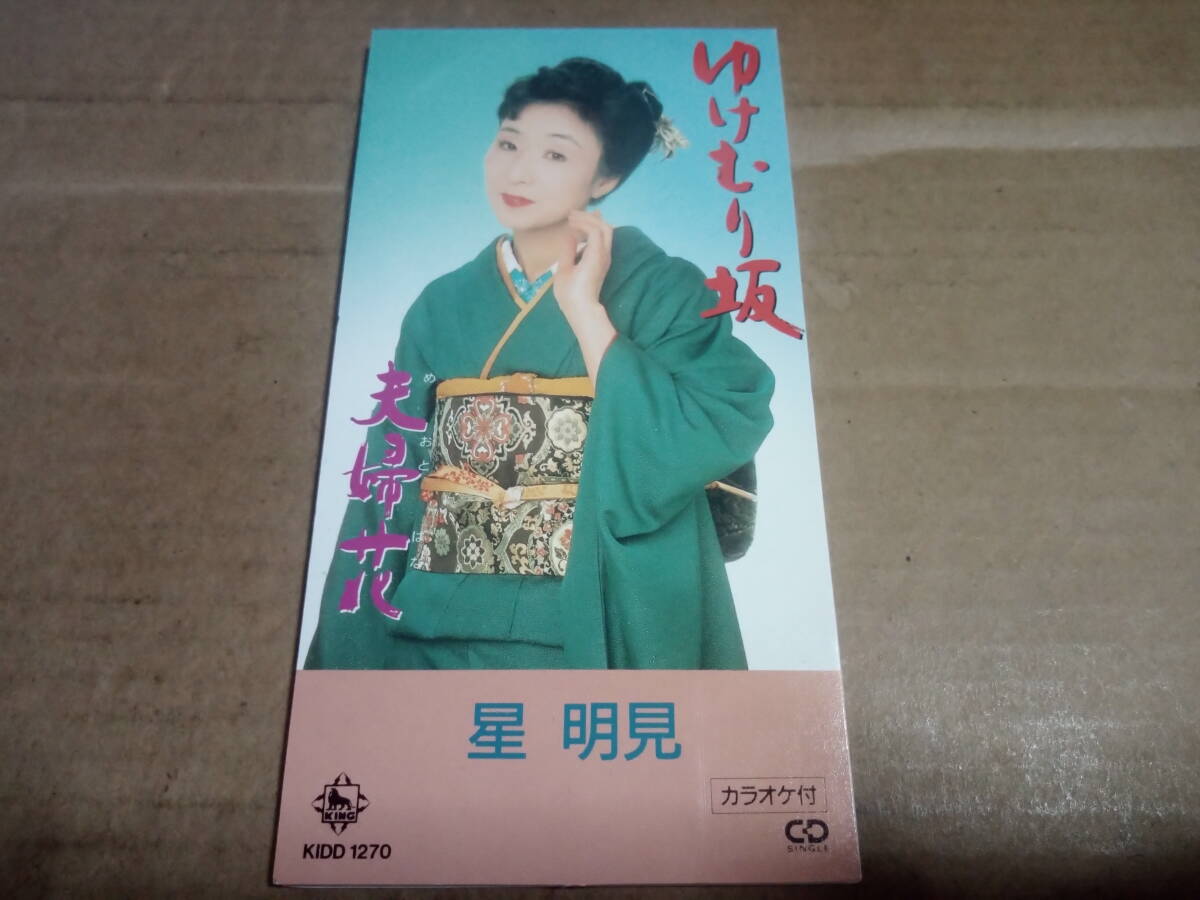 ゆけむり坂
夫婦花
めおとばな
星 明見
カラオケ付
KING
KIDD 1270
CD
SINGLE